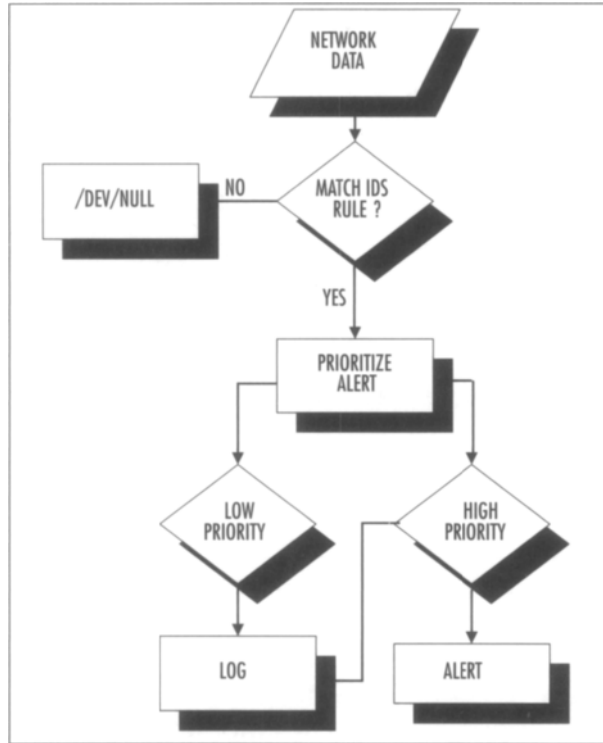 NETWORK
DATA
MATCH IDS
RULE ?
NO
/DEV/NULL
YES
PRIORITIZE
ALERT
LOW
PRIORITY
HIGH
PRIORITY
LOG
ALERT